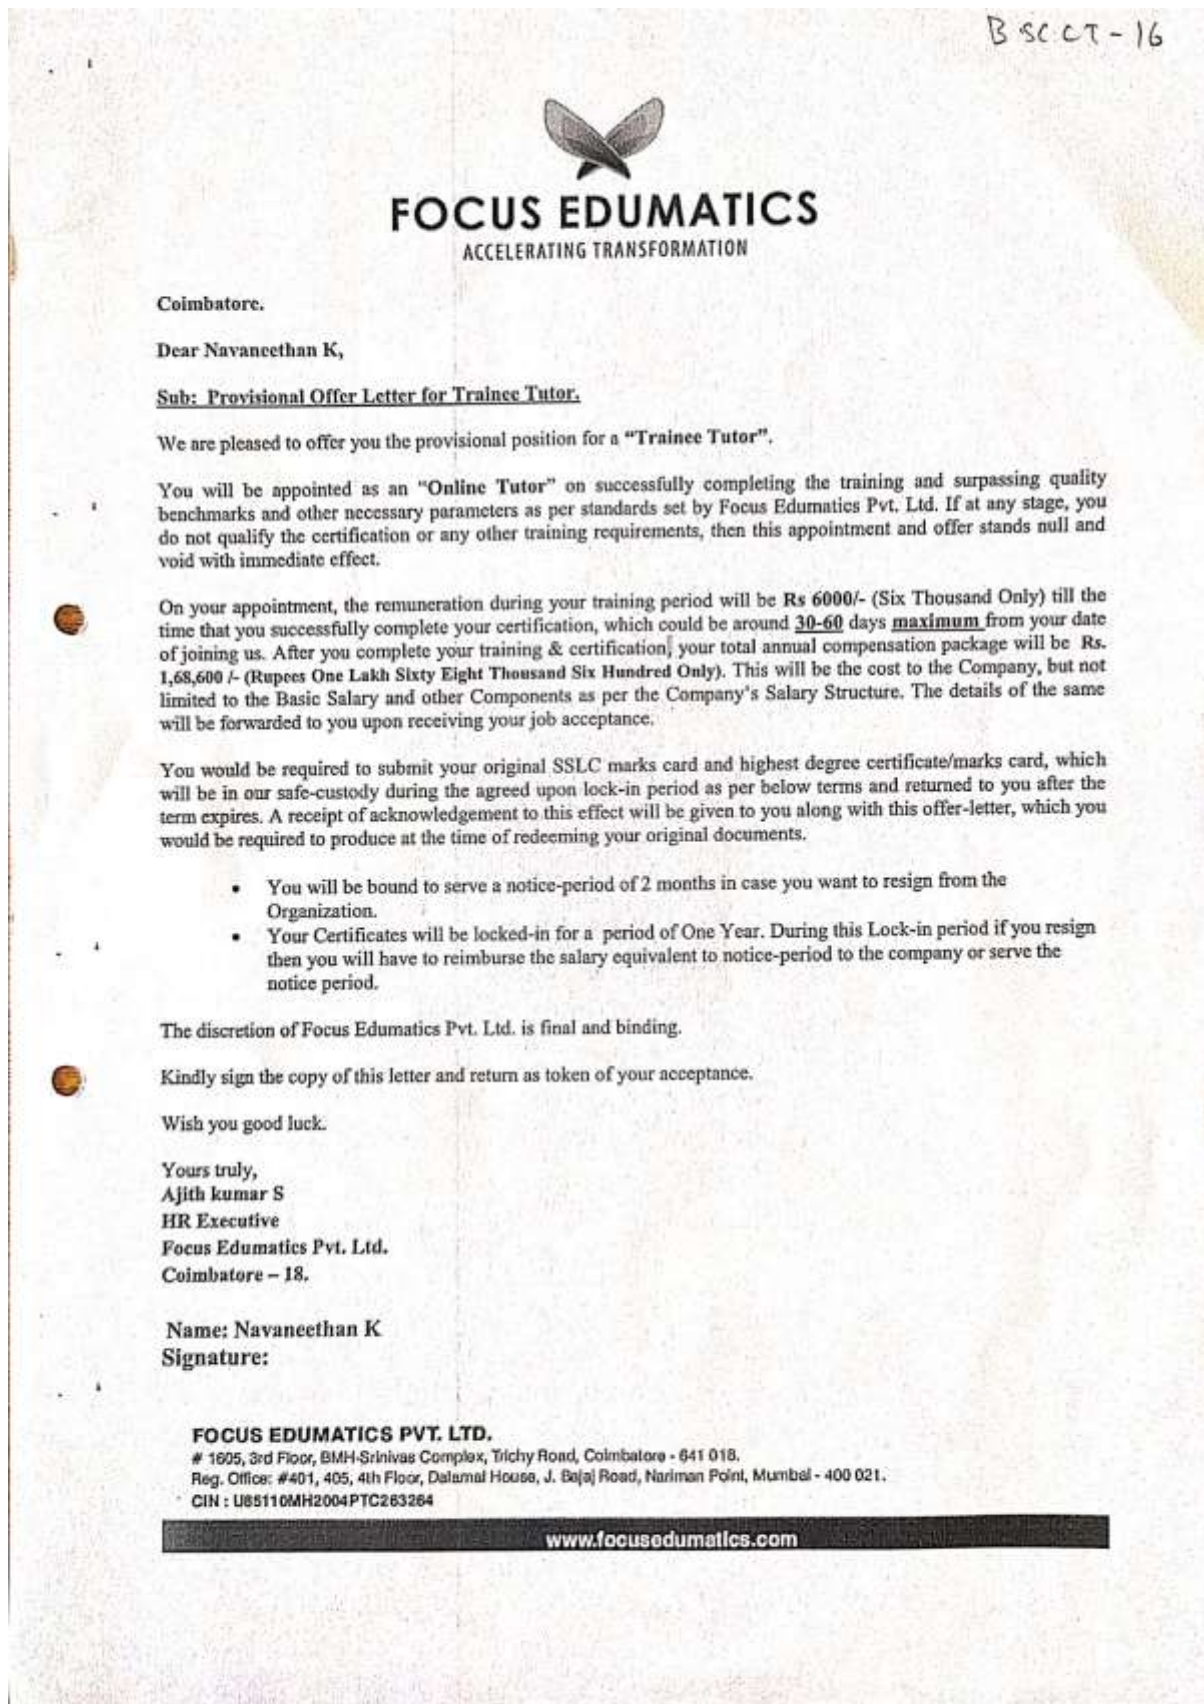 B SC CT - 16
FOCUS EDUMATICS
ACCELERATING TRANSFORMATION
Coimbatore.
Dear Navaneethan K,
Sub: Provisional Offer Letter for Trainee Tutor.
We are pleased to offer you the provisional position for a “Trainee Tutor”.
You will be appointed as an “Online Tutor” on successfully completing the training and surpassing quality
benchmarks and other necessary parameters as per standards set by Focus Edumatics Pvt. Ltd. If at any stage, you
do not qualify the certification or any other training requirements, then this appointment and offer stands null and
void with immediate effect.
On your appointment, the remuneration during your training period will be Rs 6000/- (Six Thousand Only) till the
time that you successfully complete your certification, which could be around 30-60 days maximum from your date
of joining us. After you complete your training & certification, your total annual compensation package will be Rs.
1,68,600 /- (Rupees One Lakh Sixty Eight Thousand Six Hundred Only). This will be the cost to the Company, but not
limited to the Basic Salary and other Components as per the Company's Salary Structure. The details of the same
will be forwarded to you upon receiving your job acceptance.
You would be required to submit your original SSLC marks card and highest degree certificate/marks card, which
will be in our safe-custody during the agreed upon lock-in period as per below terms and returned to you after the
term expires. A receipt of acknowledgement to this effect will be given to you along with this offer-letter, which you
would be required to produce at the time of redeeming your original documents.
• You will be bound to serve a notice-period of 2 months in case you want to resign from the
Organization.
• Your Certificates will be locked-in for a period of One Year. During this Lock-in period if you resign
then you will have to reimburse the salary equivalent to notice-period to the company or serve the
notice period.
The discretion of Focus Edumatics Pvt. Ltd. is final and binding.
Kindly sign the copy of this letter and return as token of your acceptance.
Wish you good luck.
Yours truly,
Ajith kumar S
HR Executive
Focus Edumatics Pvt. Ltd.
Coimbatore – 18.
Name: Navaneethan K
Signature:
FOCUS EDUMATICS PVT. LTD.
# 1605, 3rd Floor, BMH-Srinivas Complex, Trichy Road, Coimbatore - 641 018.
Reg. Office: #401, 405, 4th Floor, Dalamal House, J. Bajaj Road, Nariman Point, Mumbai - 400 021.
CIN : U85110MH2004PTC263264
www.focusedumatics.com